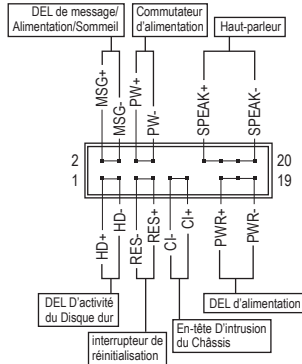 DEL de message/
Alimentation/Sommeil
Commutateur
d'alimentation
Haut-parleur
MSG+
MSG-
PW+
PW-
SPEAK+
SPEAK-
2
20
1
19
HD+
HD-
RES-
RES+
CI-
CI+
PWR+
PWR-
DEL D'activité
du Disque dur
interrupteur de
réinitialisation
En-tête D'intrusion
du Châssis
DEL d'alimentation